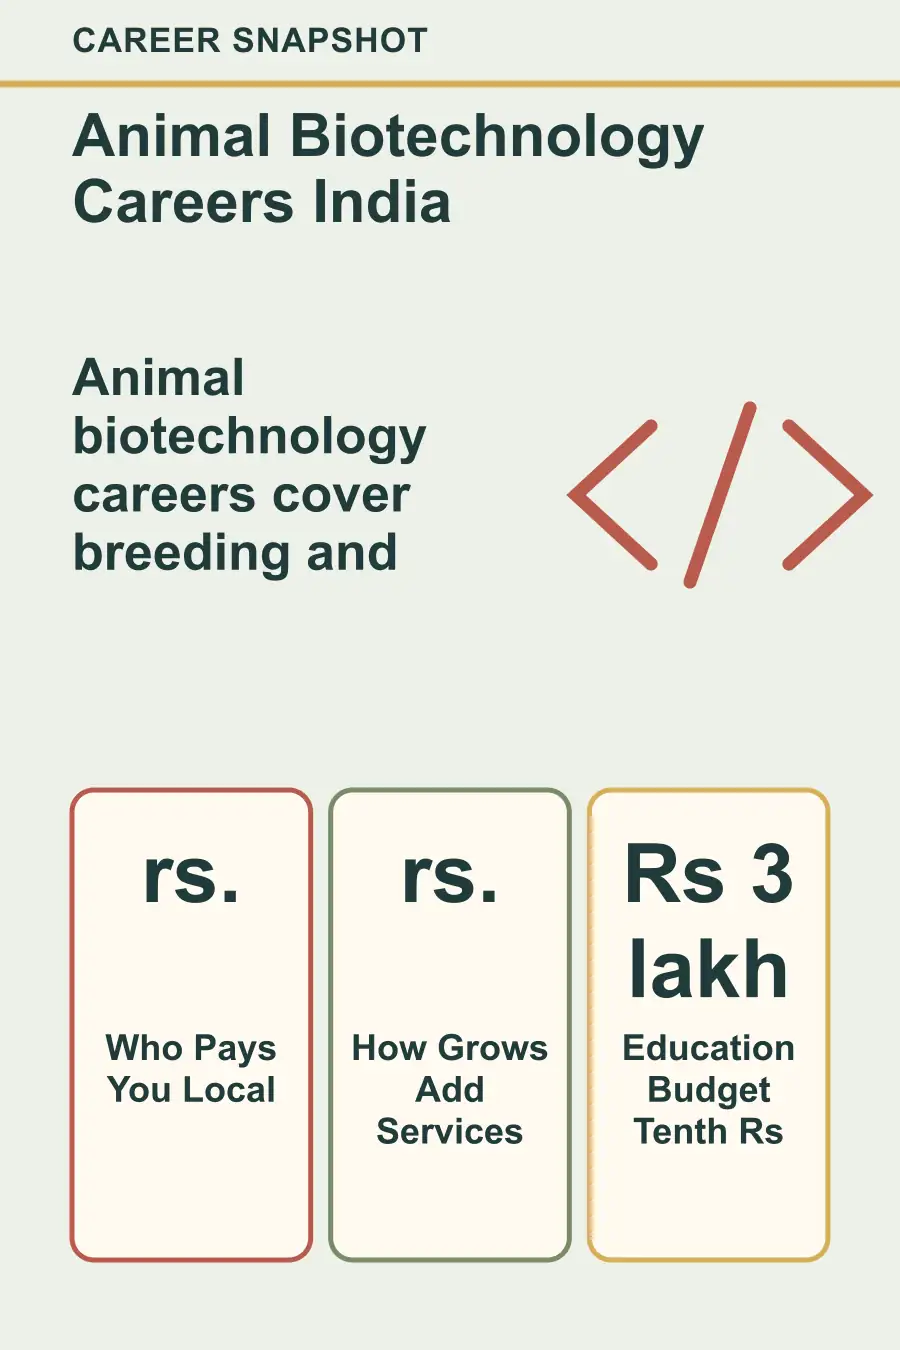 CAREER SNAPSHOT
Animal Biotechnology
Careers India
Animal
biotechnology
careers cover
breeding and
rs.
Who Pays
You Local
rs.
How Grows
Add
Services
Rs 3
lakh
Education
Budget
Tenth Rs